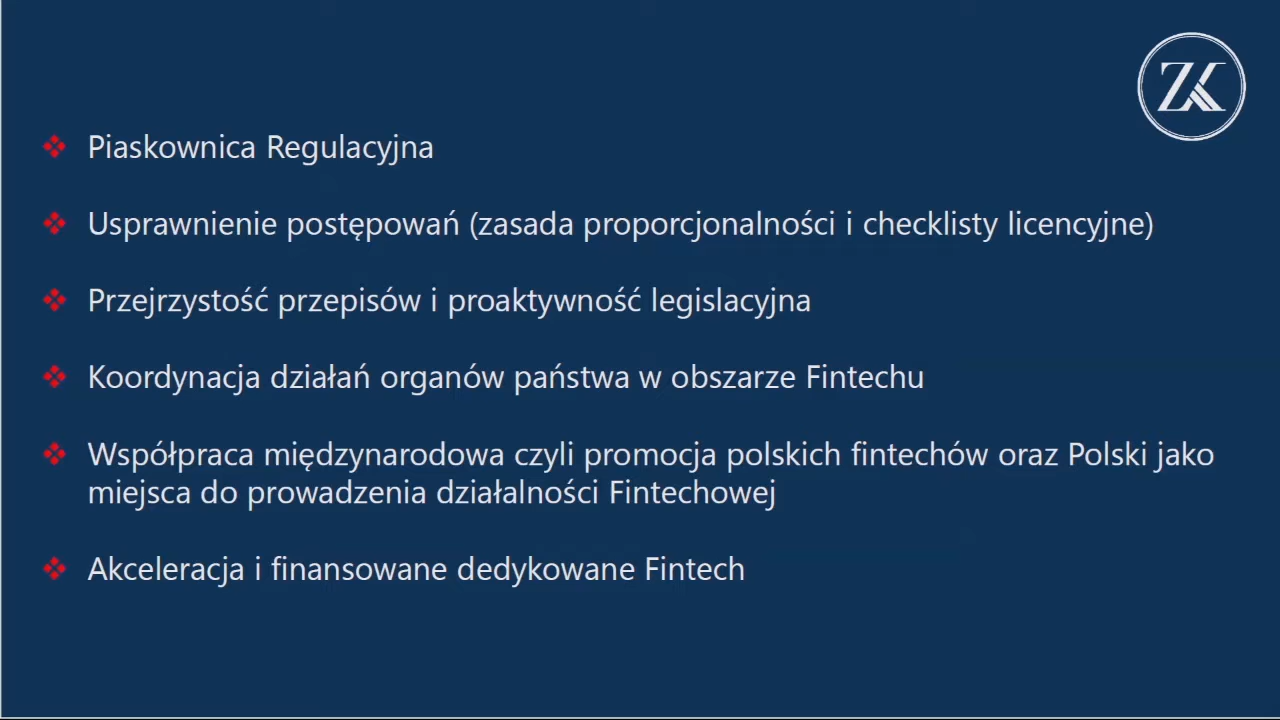 ZK
Piaskownica Regulacyjna
Usprawnienie postępowań (zasada proporcjonalności i checklisty licencyjne)
Przejrzystość przepisów i proaktywność legislacyjna
Koordynacja działań organów państwa w obszarze Fintechu
Współpraca międzynarodowa czyli promocja polskich fintechów oraz Polski jako
miejsca do prowadzenia działalności Fintechowej
Akceleracja i finansowane dedykowane Fintech